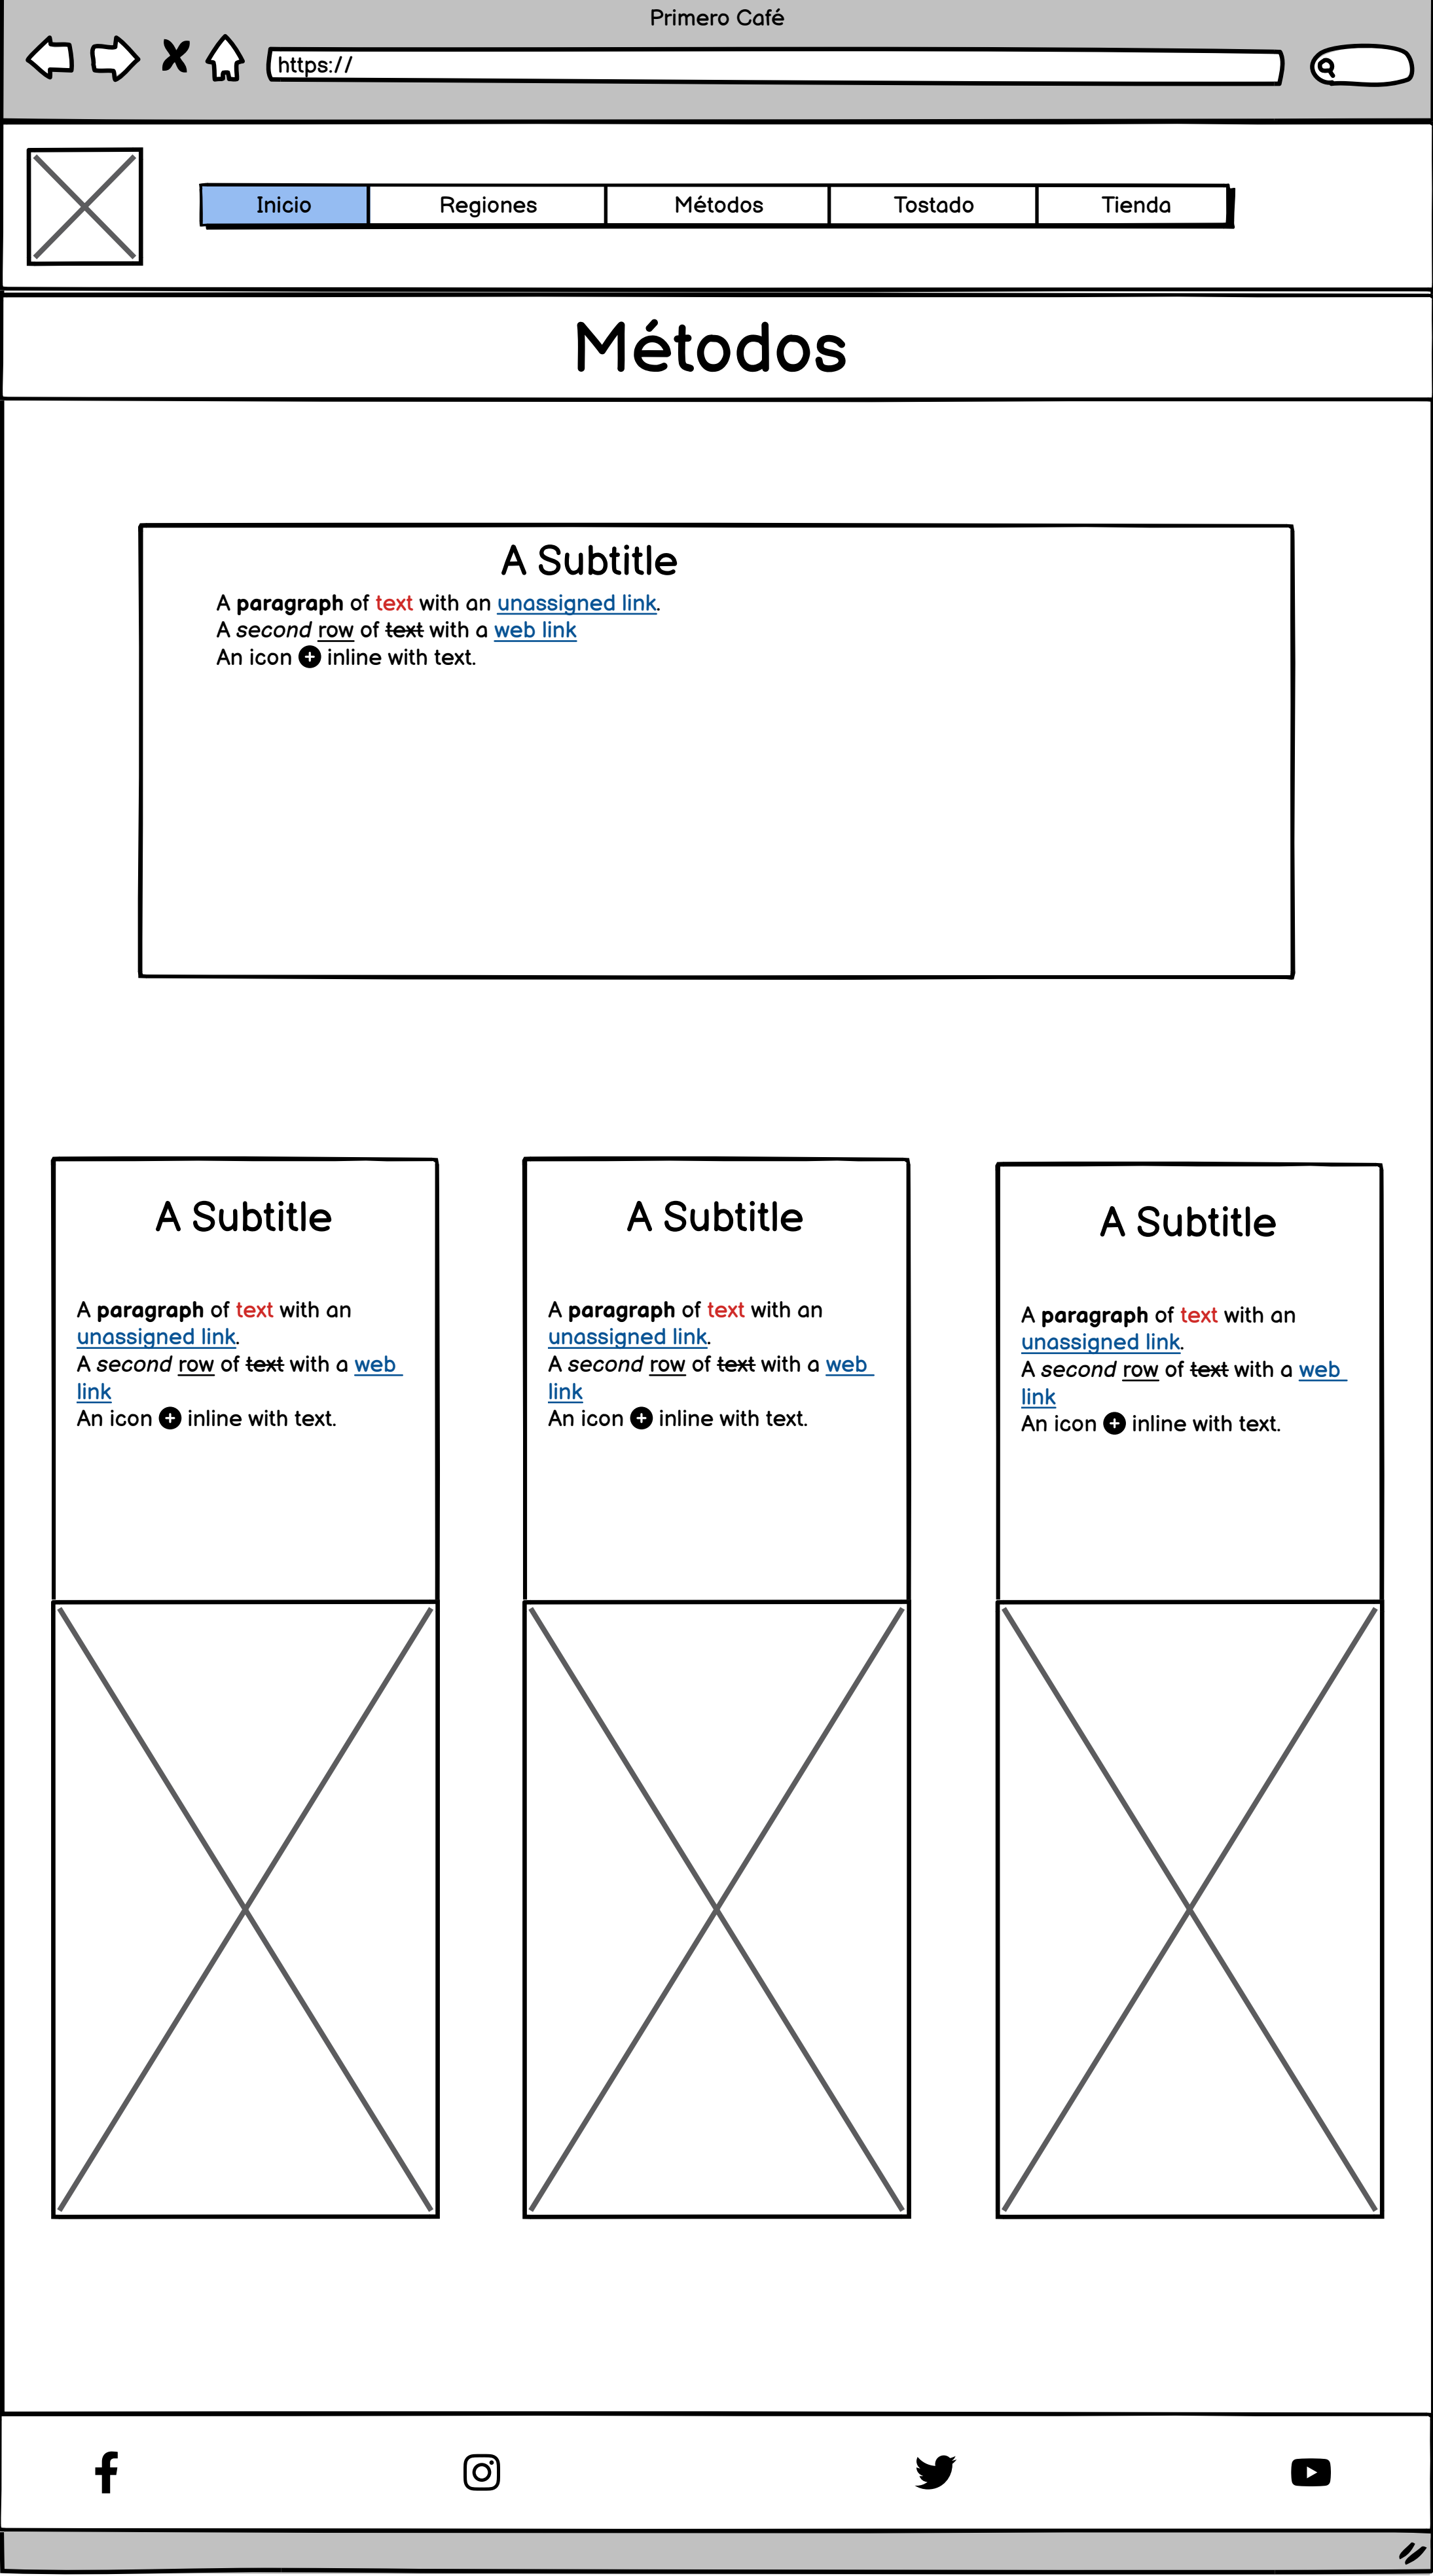 Primero Café
https://
Inicio Regiones Métodos Tostado Tienda
Métodos
A Subtitle
A paragraph of text with an unassigned link.
A second row of text with a web link
An icon inline with text.
A Subtitle
A paragraph of text with an
unassigned link.
A second row of text with a web
link
An icon inline with text.
A Subtitle
A paragraph of text with an
unassigned link.
A second row of text with a web
link
An icon inline with text.
A Subtitle
A paragraph of text with an
unassigned link.
A second row of text with a web
link
An icon inline with text.